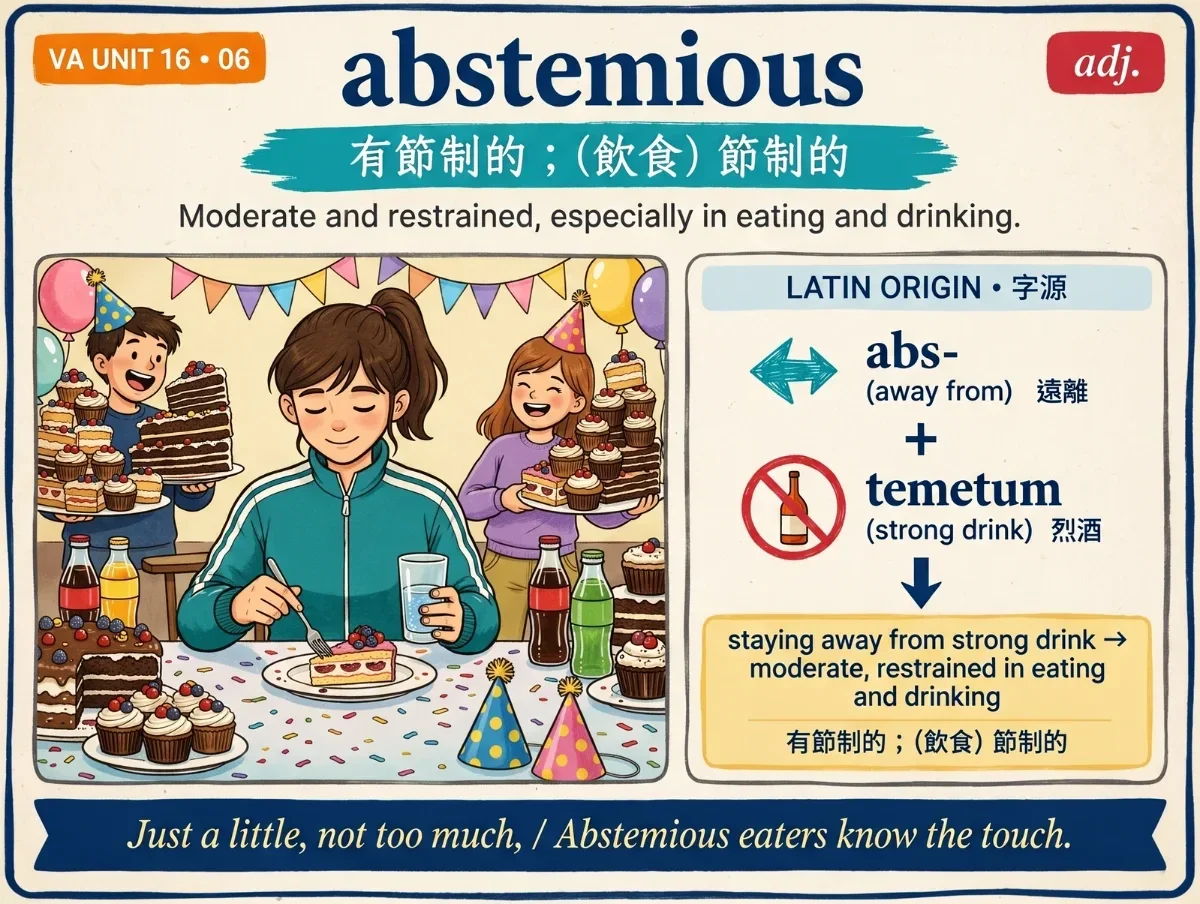 VA UNIT 16 • 06
abstemious
adj.
有節制的；（飲食）節制的
Moderate and restrained, especially in eating and drinking.
LATIN ORIGIN • 字源
abs-
(away from) 遠離
+
temetum
(strong drink) 烈酒
staying away from strong drink →
moderate, restrained in eating
and drinking
有節制的；（飲食）節制的
Just a little, not too much, / Abstemious eaters know the touch.